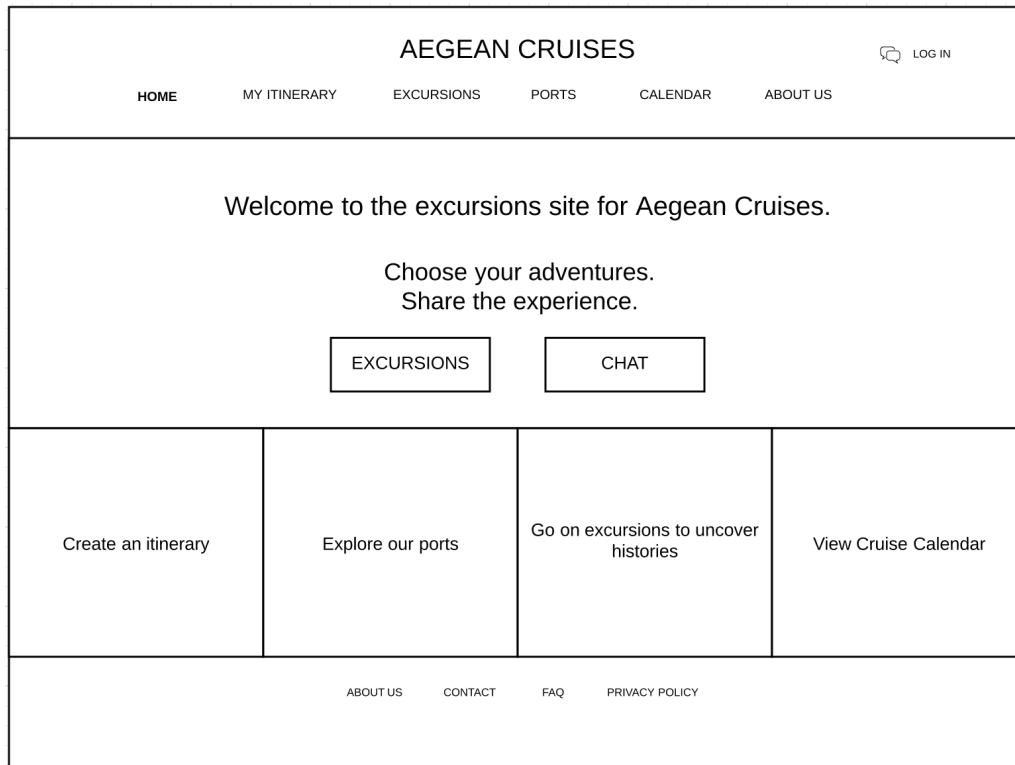 AEGEAN CRUISES
LOG IN
HOME MY ITINERARY EXCURSIONS PORTS CALENDAR ABOUT US
Welcome to the excursions site for Aegean Cruises.
Choose your adventures.
Share the experience.
EXCURSIONS CHAT
Create an itinerary
Explore our ports
Go on excursions to uncover
histories
View Cruise Calendar
ABOUT US CONTACT FAQ PRIVACY POLICY